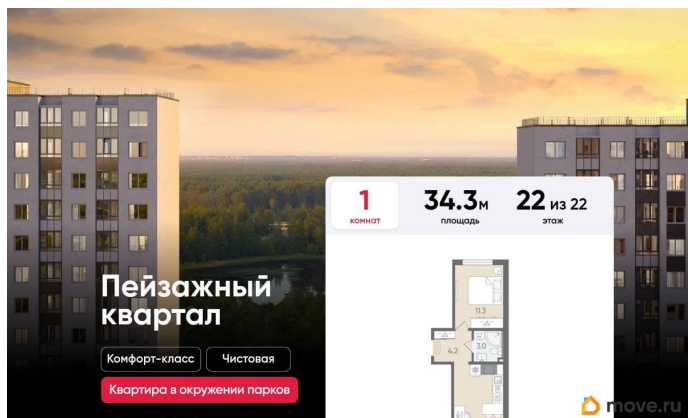 1
комнат
34.3м
площадь
22 из 22
этаж
Пейзажный
квартал
Комфорт-класс
Чистовая
Квартира в окружении парков
11.3
4.2
3.0
move.ru